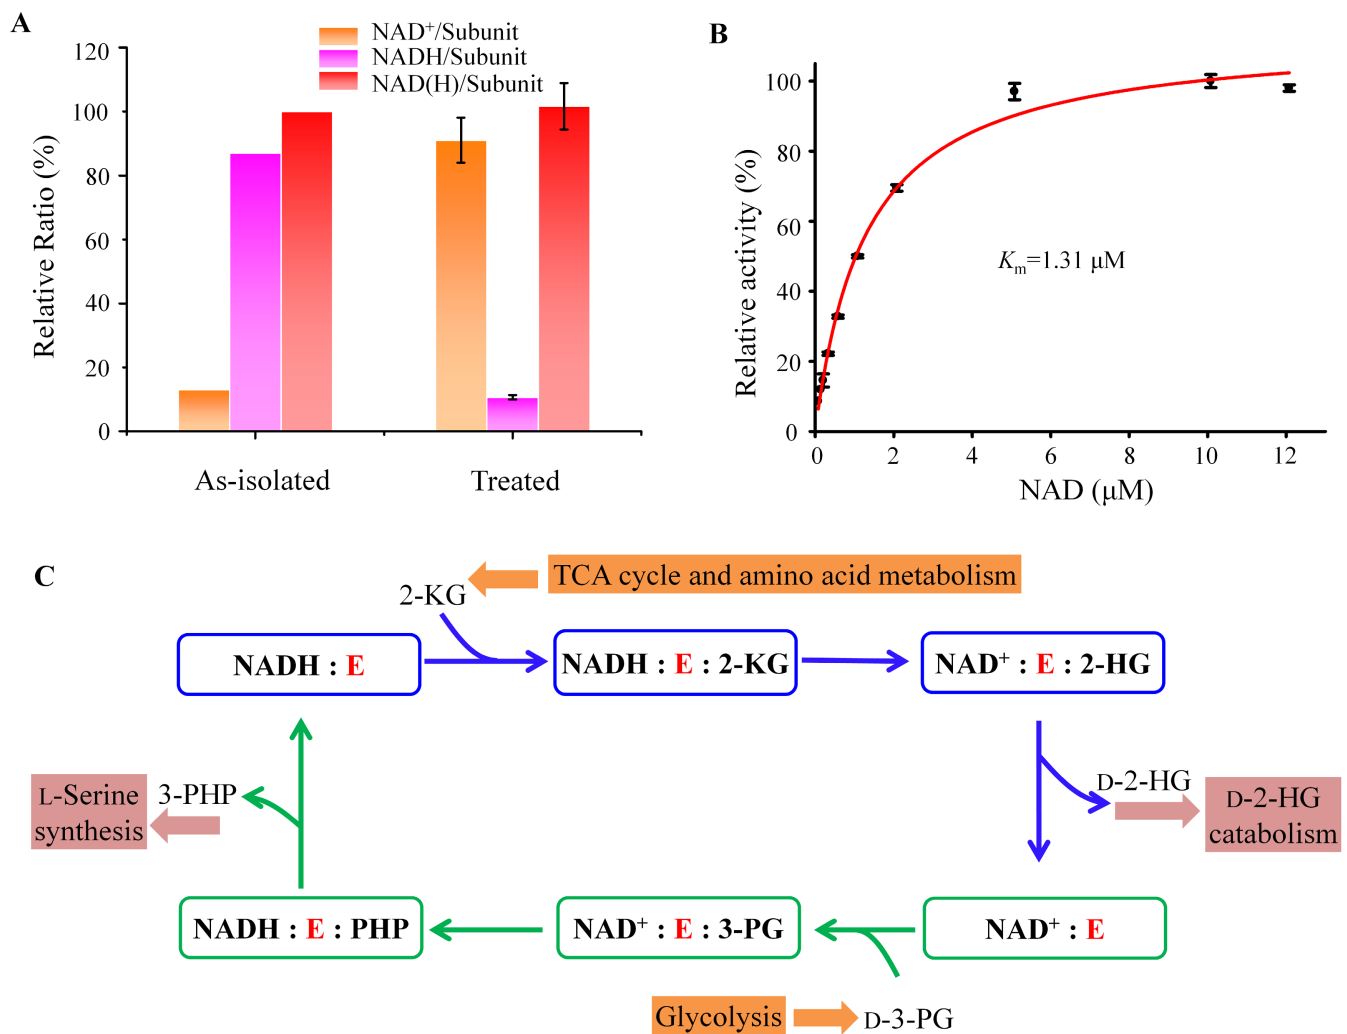 A
NAD⁺/Subunit
NADH/Subunit
NAD(H)/Subunit
Relative Ratio (%)
120
100
80
60
40
20
0
As-isolated
Treated
B
Relative activity (%)
100
80
60
40
20
0
Kₘ=1.31 μM
0
2
4
6
8
10
12
NAD (μM)
C
TCA cycle and amino acid metabolism
2-KG
NADH : E
NADH : E : 2-KG
NAD⁺ : E : 2-HG
L-Serine
synthesis
3-PHP
D-2-HG
D-2-HG
catabolism
NADH : E : PHP
NAD⁺ : E : 3-PG
NAD⁺ : E
Glycolysis
D-3-PG